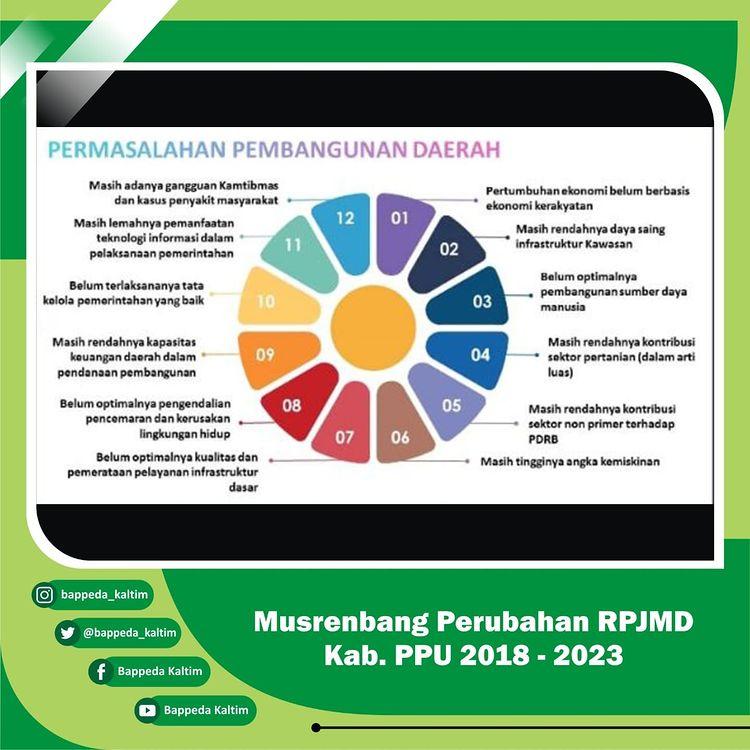 PERMASALAHAN PEMBANGUNAN DAERAH
01
Pertumbuhan ekonomi belum berbasis
ekonomi kerakyatan
02
Masih rendahnya daya saing
infrastruktur Kawasan
03
Belum optimalnya
pembangunan sumber daya
manusia
04
Masih rendahnya kontribusi
sektor pertanian (dalam arti
luas)
05
Masih rendahnya kontribusi
sektor non primer terhadap
PDRB
06
Masih tingginya angka kemiskinan
07
Belum optimalnya kualitas dan
pemerataan pelayanan infrastruktur
dasar
08
Belum optimalnya pengendalian
pencemaran dan kerusakan
lingkungan hidup
09
Masih rendahnya kapasitas
keuangan daerah dalam
pendanaan pembangunan
10
Belum terlaksananya tata
kelola pemerintahan yang baik
11
Masih lemahnya pemanfaatan
teknologi informasi dalam
pelaksanaan pemerintahan
12
Masih adanya gangguan Kamtibmas
dan kasus penyakit masyarakat
bappeda_kaltim
@bappeda_kaltim
Bappeda Kaltim
Bappeda Kaltim
Musrenbang Perubahan RPJMD
Kab. PPU 2018 - 2023